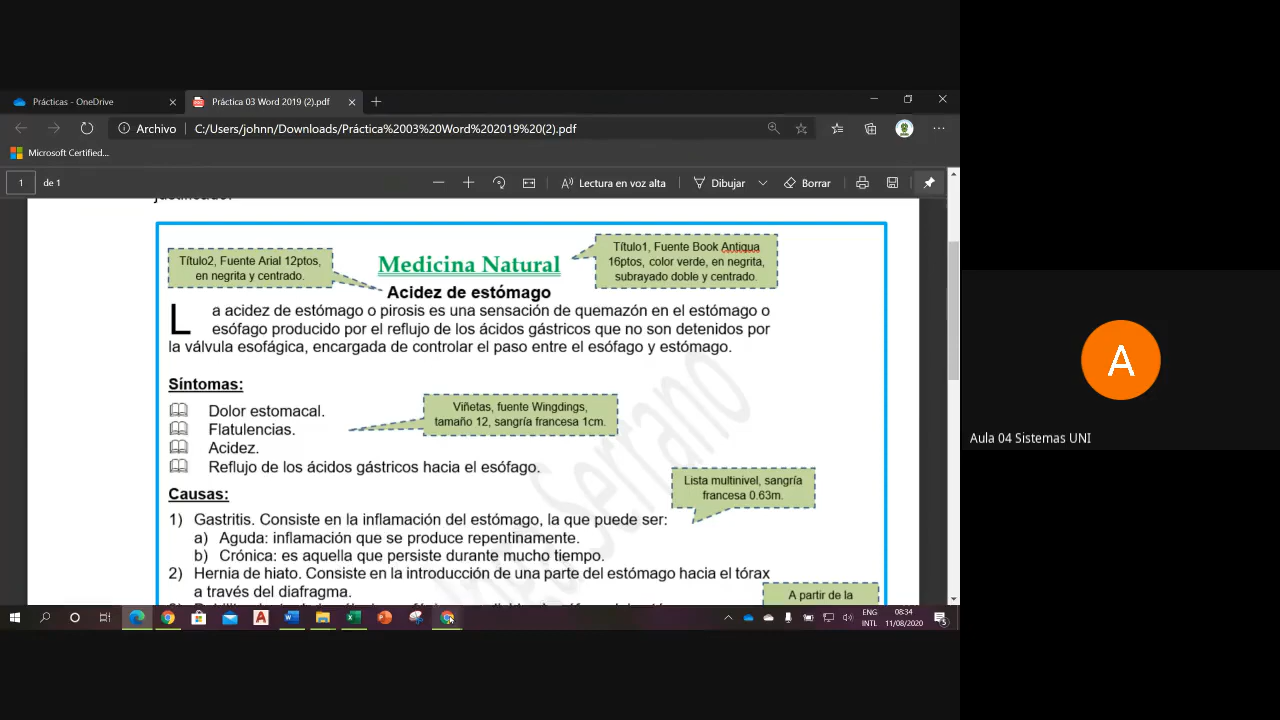 Prácticas - OneDrive
Práctica 03 Word 2019 (2).pdf
Archivo
C:/Users/johnn/Downloads/Práctica%2003%20Word%202019%20(2).pdf
Microsoft Certified...
1 de 1
Lectura en voz alta
Dibujar
Borrar
Título2, Fuente Arial 12ptos,
en negrita y centrado.
Título1, Fuente Book Antiqua
16ptos, color verde, en negrita,
subrayado doble y centrado.
Medicina Natural
Acidez de estómago
La acidez de estómago o pirosis es una sensación de quemazón en el estómago o
esófago producido por el reflujo de los ácidos gástricos que no son detenidos por
la válvula esofágica, encargada de controlar el paso entre el esófago y estómago.
Síntomas:
Dolor estomacal.
Flatulencias.
Acidez.
Reflujo de los ácidos gástricos hacia el esófago.
Viñetas, fuente Wingdings,
tamaño 12, sangría francesa 1cm.
Causas:
Lista multinivel, sangría
francesa 0.63m.
1) Gastritis. Consiste en la inflamación del estómago, la que puede ser:
a) Aguda: inflamación que se produce repentinamente.
b) Crónica: es aquella que persiste durante mucho tiempo.
2) Hernia de hiato. Consiste en la introducción de una parte del estómago hacia el tórax
a través del diafragma.
A partir de la
Serrano
ENG
INTL
08:34
11/08/2020
5
A
Aula 04 Sistemas UNI